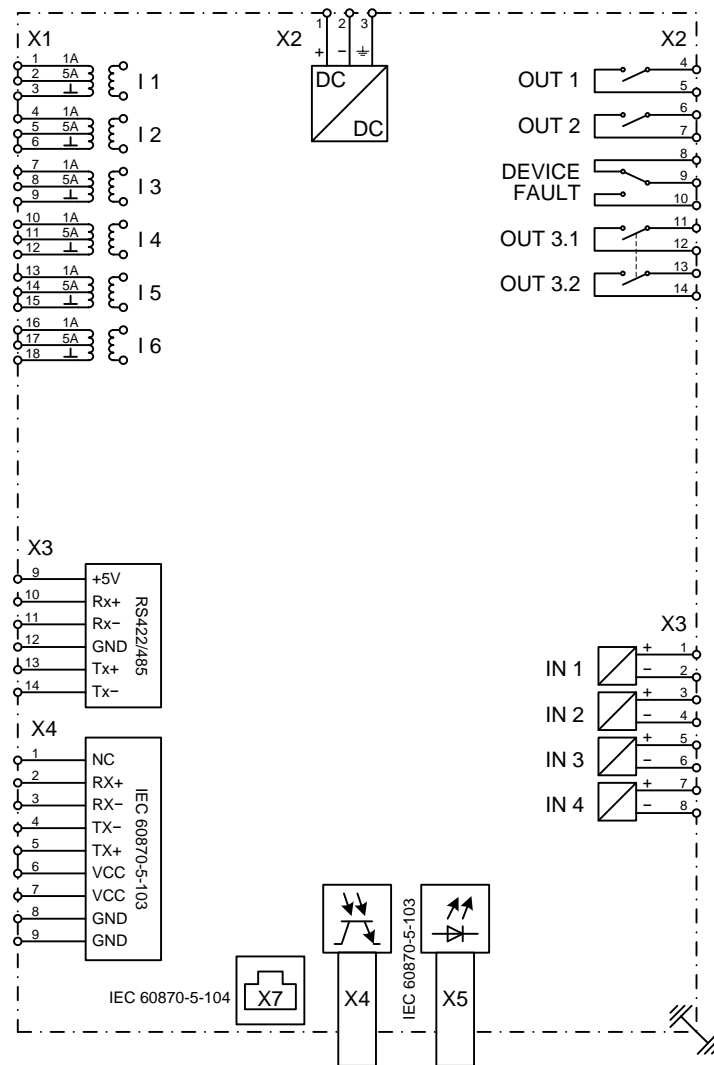 X1
1 1A
2 5A
3
I 1
4 1A
5 5A
6
I 2
7 1A
8 5A
9
I 3
10 1A
11 5A
12
I 4
13 1A
14 5A
15
I 5
16 1A
17 5A
18
I 6
X2
1 2 3
+ −
DC
DC
X2
OUT 1
4
5
OUT 2
6
7
DEVICE
FAULT
8
9
10
OUT 3.1
11
12
OUT 3.2
13
14
X3
9 +5V
10 Rx+
11 Rx−
12 GND
13 Tx+
14 Tx−
RS422/485
X4
1 NC
2 RX+
3 RX−
4 TX−
5 TX+
6 VCC
7 VCC
8 GND
9 GND
IEC 60870-5-103
X3
IN 1
+ 1
− 2
IN 2
+ 3
− 4
IN 3
+ 5
− 6
IN 4
+ 7
− 8
IEC 60870-5-104
X7
X4
IEC 60870-5-103
X5